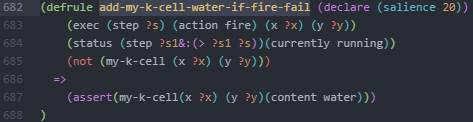 682 (defrule add-my-k-cell-water-if-fire-fail (declare (salience 20))
683 (exec (step ?s) (action fire) (x ?x) (y ?y))
684 (status (step ?s1&:(> ?s1 ?s))(currently running))
685 (not (my-k-cell (x ?x) (y ?y)))
686 =>
687 (assert(my-k-cell(x ?x) (y ?y)(content water)))
688 )